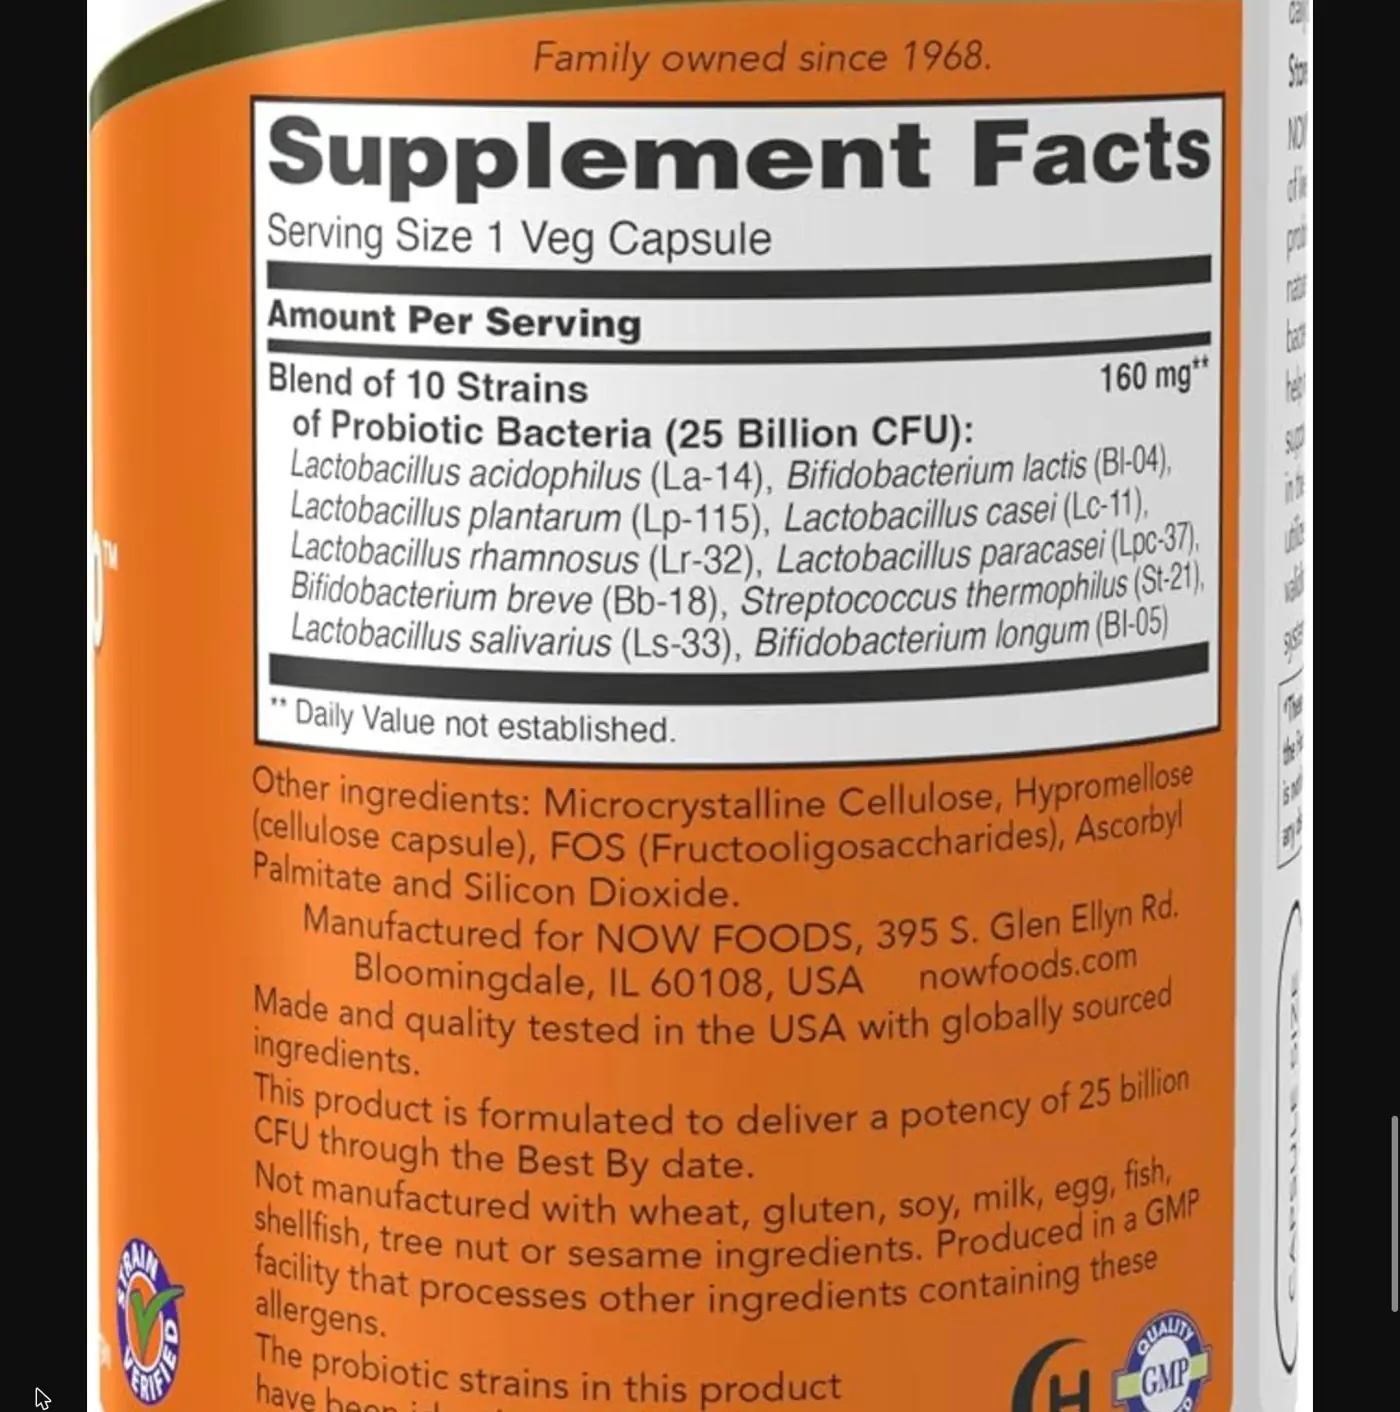 Family owned since 1968.
Supplement Facts
Serving Size 1 Veg Capsule
Amount Per Serving
Blend of 10 Strains 160 mg**
of Probiotic Bacteria (25 Billion CFU):
Lactobacillus acidophilus (La-14), Bifidobacterium lactis (Bl-04),
Lactobacillus plantarum (Lp-115), Lactobacillus casei (Lc-11),
Lactobacillus rhamnosus (Lr-32), Lactobacillus paracasei (Lpc-37),
Bifidobacterium breve (Bb-18), Streptococcus thermophilus (St-21),
Lactobacillus salivarius (Ls-33), Bifidobacterium longum (Bl-05)
** Daily Value not established.
Other ingredients: Microcrystalline Cellulose, Hypromellose
(cellulose capsule), FOS (Fructooligosaccharides), Ascorbyl
Palmitate and Silicon Dioxide.
Manufactured for NOW FOODS, 395 S. Glen Ellyn Rd.
Bloomingdale, IL 60108, USA nowfoods.com
Made and quality tested in the USA with globally sourced
ingredients.
This product is formulated to deliver a potency of 25 billion
CFU through the Best By date.
Not manufactured with wheat, gluten, soy, milk, egg, fish,
shellfish, tree nut or sesame ingredients. Produced in a GMP
facility that processes other ingredients containing these
allergens.
The probiotic strains in this product
have been
TM
STRAIN
VERIFIED
H
QUALITY
GMP
CAPSULE SIZE